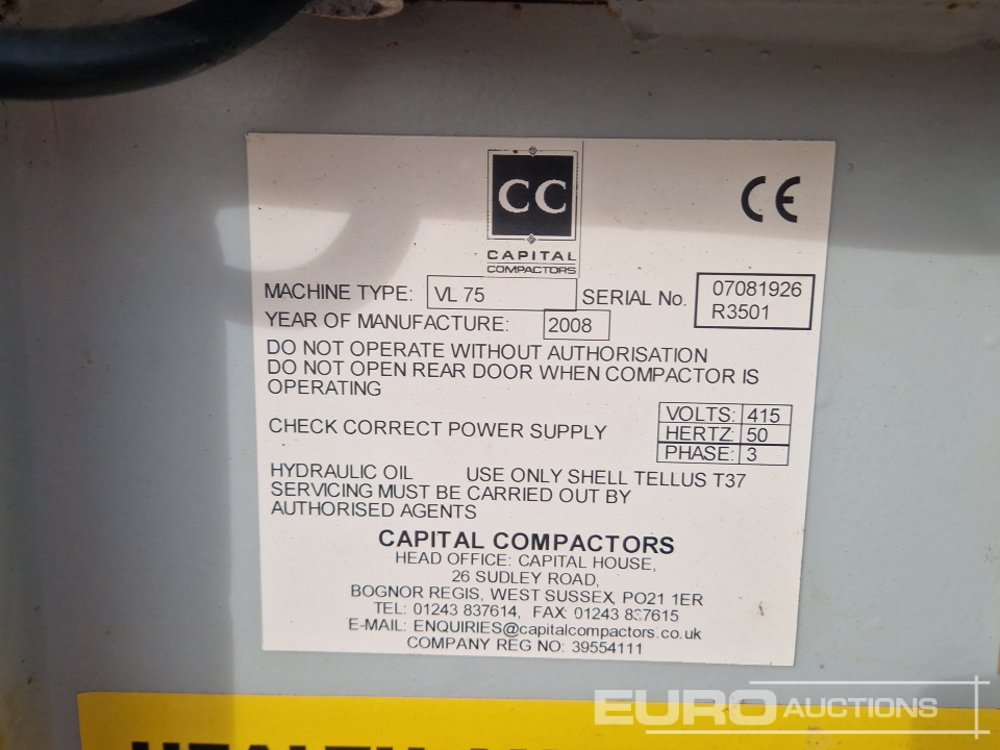 CC
CE
CAPITAL
COMPACTORS
MACHINE TYPE: VL 75 SERIAL No. 07081926
R3501
YEAR OF MANUFACTURE: 2008
DO NOT OPERATE WITHOUT AUTHORISATION
DO NOT OPEN REAR DOOR WHEN COMPACTOR IS
OPERATING
CHECK CORRECT POWER SUPPLY
VOLTS: 415
HERTZ: 50
PHASE: 3
HYDRAULIC OIL USE ONLY SHELL TELLUS T37
SERVICING MUST BE CARRIED OUT BY
AUTHORISED AGENTS
CAPITAL COMPACTORS
HEAD OFFICE: CAPITAL HOUSE,
26 SUDLEY ROAD,
BOGNOR REGIS, WEST SUSSEX, PO21 1ER
TEL: 01243 837614, FAX: 01243 837615
E-MAIL: ENQUIRIES@capitalcompactors.co.uk
COMPANY REG NO: 39554111
EURO AUCTIONS